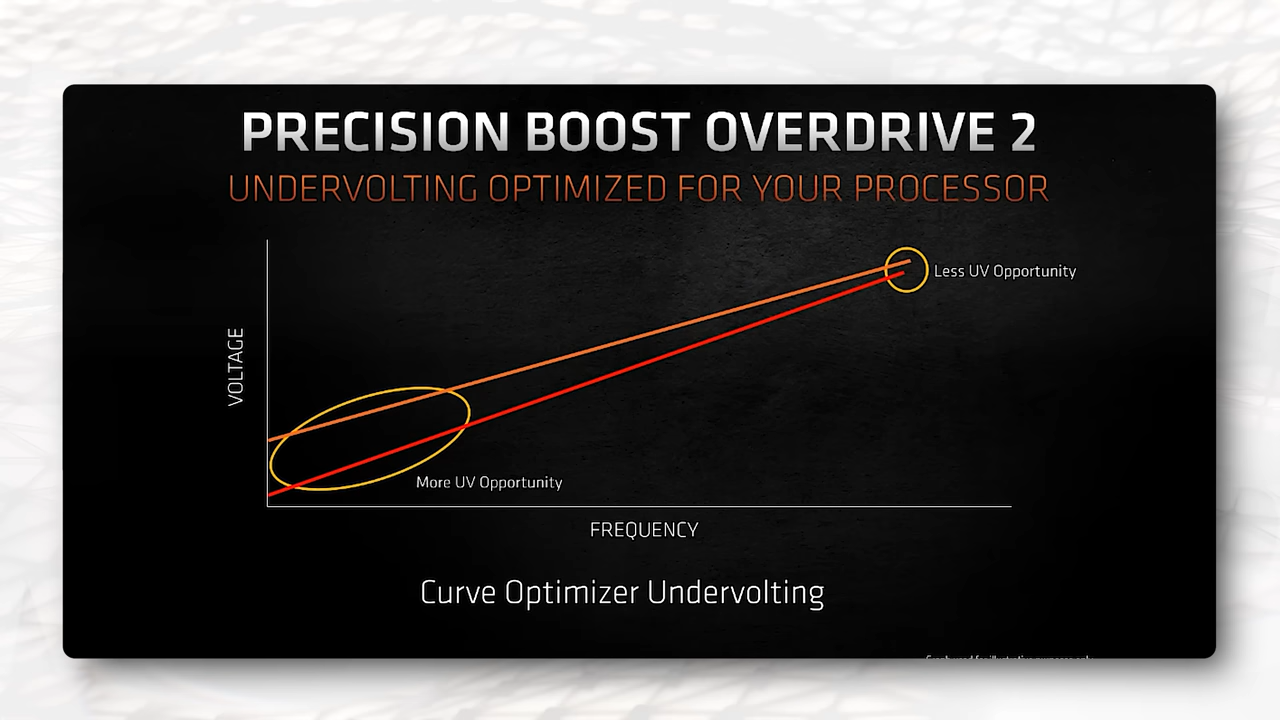 PRECISION BOOST OVERDRIVE 2
UNDERVOLTING OPTIMIZED FOR YOUR PROCESSOR
Less UV Opportunity
VOLTAGE
More UV Opportunity
FREQUENCY
Curve Optimizer Undervolting